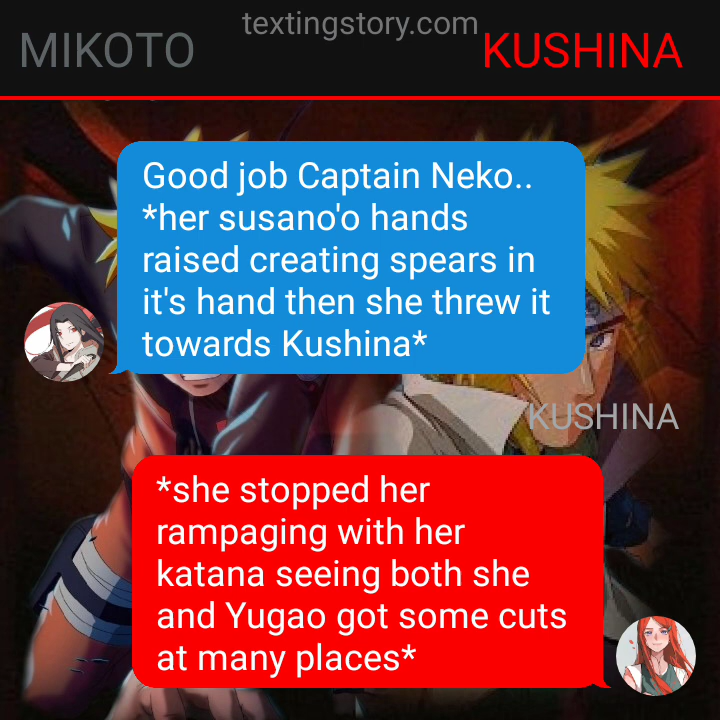 textingstory.com
MIKOTO
KUSHINA
Good job Captain Neko..
*her susano'o hands
raised creating spears in
it's hand then she threw it
towards Kushina*
KUSHINA
*she stopped her
rampaging with her
katana seeing both she
and Yugao got some cuts
at many places*